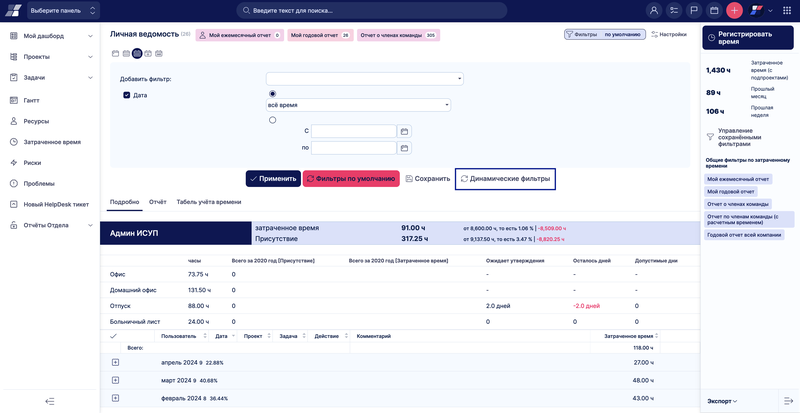 Выберите панель
Введите текст для поиска...
Мой дашборд
Проекты
Задачи
Гантт
Ресурсы
Затраченное время
Риски
Проблемы
Новый HelpDesk тикет
Отчёты Отдела
Личная ведомость (28)
Мой ежемесячный отчет 0
Мой годовой отчет 26
Отчет о членах команды 305
Фильтры по умолчанию
Настройки
Добавить фильтр:
Дата
всё время
С
по
Применить
Фильтры по умолчанию
Сохранить
Динамические фильтры
Подробно
Отчёт
Табель учёта времени
Админ ИСУП
затраченное время 91.00 ч от 8,600.00 ч, то есть 1.06 % | -8,509.00 ч
Присутствие 317.25 ч от 9,137.50 ч, то есть 3.47 % | -8,820.25 ч
часы Всего за 2020 год [Присутствие] Всего за 2020 год [Затраченное время] Ожидает утверждения Осталось дней Допустимые дни
Офис 73.75 ч 0 - - -
Домашний офис 131.50 ч 0 - - -
Отпуск 88.00 ч 0 2.0 дней -2.0 дней 0
Больничный лист 24.00 ч 0 0 0 0
Пользователь Дата Проект Задача Действие Комментарий Затраченное время
Всего: 118.00 ч
апрель 2024 9 22.88% 27.00 ч
март 2024 9 40.68% 48.00 ч
февраль 2024 8 36.44% 43.00 ч
Регистрировать
время
1,430 ч
Затраченное
время (с
подпроектами)
89 ч
Прошлый
месяц
106 ч
Прошлая
неделя
Управление
сохранёнными
фильтрами
Общие фильтры по затраченному
времени
Мой ежемесячный отчет
Мой годовой отчет
Отчет о членах команды
Отчет по членам команды (с
расчетным временем)
Годовой отчет всей компании
Экспорт